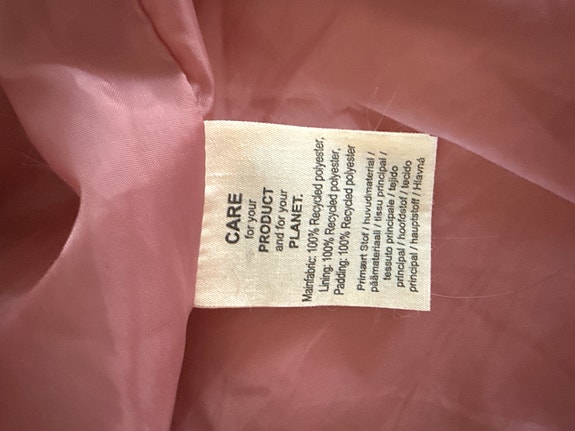 CARE
for your
PRODUCT
and for your
PLANET.
Mainfabric: 100% Recycled polyester,
Lining: 100% Recycled polyester,
Padding: 100% Recycled polyester
Primært Stof / huvudmaterial /
päämateriaali / tissu principal /
tessuto principale / tejido
principal / hoofdstof / tecido
principal / hauptstoff / Hlavná